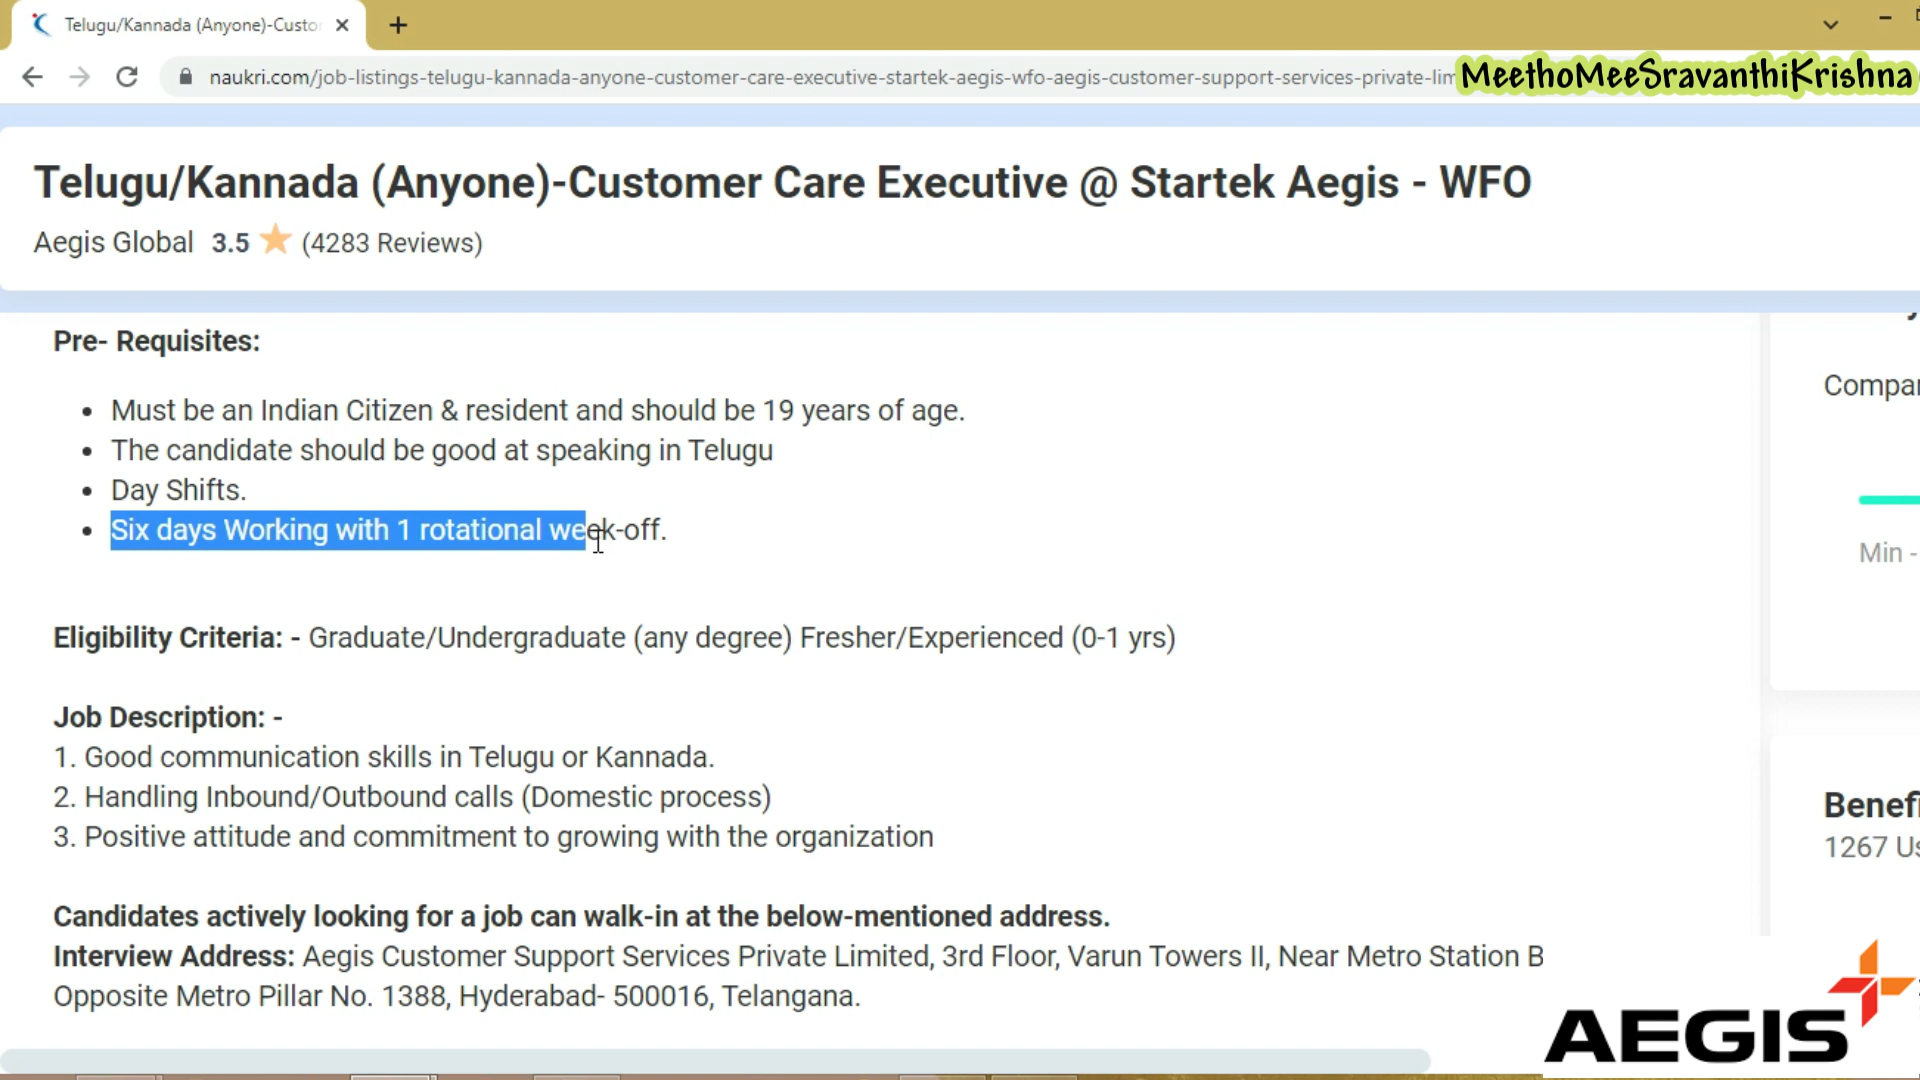 Telugu/Kannada (Anyone)-Custo
naukri.com/job-listings-telugu-kannada-anyone-customer-care-executive-startek-aegis-wfo-aegis-customer-support-services-private-lim
MeethoMeeSravanthiKrishna
Telugu/Kannada (Anyone)-Customer Care Executive @ Startek Aegis - WFO
Aegis Global 3.5 (4283 Reviews)
Pre- Requisites:
Must be an Indian Citizen & resident and should be 19 years of age.
The candidate should be good at speaking in Telugu
Day Shifts.
Six days Working with 1 rotational week-off.
Eligibility Criteria: - Graduate/Undergraduate (any degree) Fresher/Experienced (0-1 yrs)
Job Description: -
1. Good communication skills in Telugu or Kannada.
2. Handling Inbound/Outbound calls (Domestic process)
3. Positive attitude and commitment to growing with the organization
Candidates actively looking for a job can walk-in at the below-mentioned address.
Interview Address: Aegis Customer Support Services Private Limited, 3rd Floor, Varun Towers II, Near Metro Station B
Opposite Metro Pillar No. 1388, Hyderabad- 500016, Telangana.
Compar
Min -
Benefi
1267 Us
AEGIS